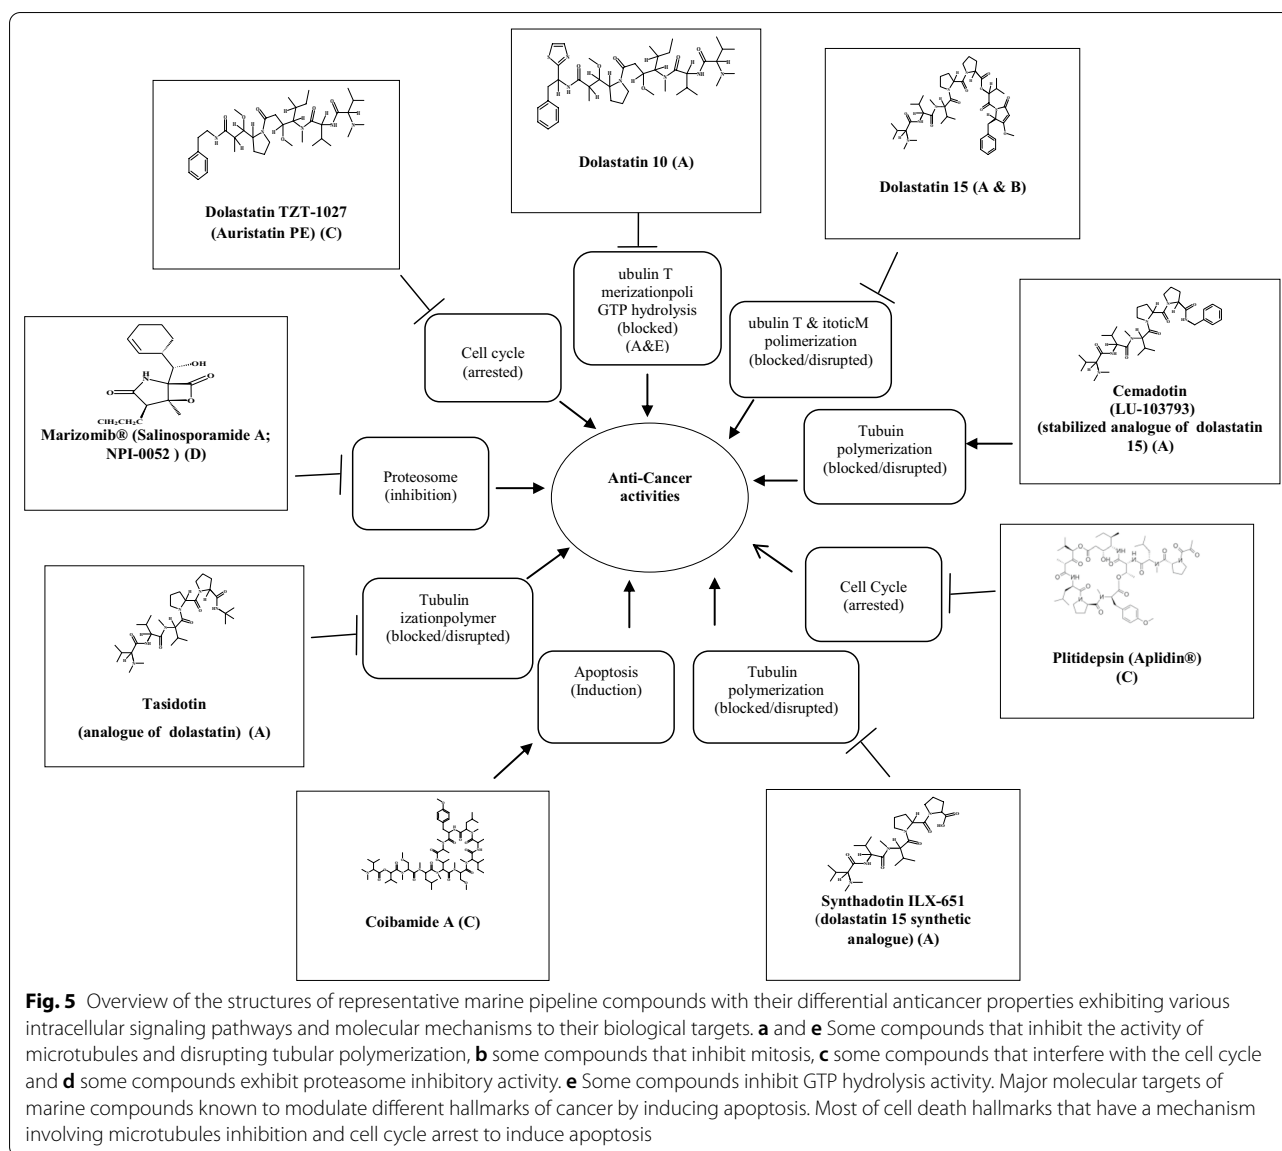 Dolastatin 10 (A)
Dolastatin 15 (A & B)
Dolastatin TZT-1027
(Auristatin PE) (C)
ubulin T
merizationpoli
GTP hydrolysis
(blocked)
(A&E)
ubulin T & itoticM
polimerization
(blocked/disrupted)
Cell cycle
(arrested)
OH
H
N
O
O
O
ClH₂CH₂C
Marizomib® (Salinosporamide A;
NPI-0052 ) (D)
Cemadotin
(LU-103793)
(stabilized analogue of dolastatin
15) (A)
Tubuin
polymerization
(blocked/disrupted)
Proteosome
(inhibition)
Anti-Cancer
activities
Cell Cycle
(arrested)
Plitidepsin (Aplidin®)
(C)
Tubulin
izationpolymer
(blocked/disrupted)
Tasidotin
(analogue of dolastatin) (A)
Apoptosis
(Induction)
Tubulin
polymerization
(blocked/disrupted)
Coibamide A (C)
Synthadotin ILX-651
(dolastatin 15 synthetic
analogue) (A)
Fig. 5 Overview of the structures of representative marine pipeline compounds with their differential anticancer properties exhibiting various
intracellular signaling pathways and molecular mechanisms to their biological targets. a and e Some compounds that inhibit the activity of
microtubules and disrupting tubular polymerization, b some compounds that inhibit mitosis, c some compounds that interfere with the cell cycle
and d some compounds exhibit proteasome inhibitory activity. e Some compounds inhibit GTP hydrolysis activity. Major molecular targets of
marine compounds known to modulate different hallmarks of cancer by inducing apoptosis. Most of cell death hallmarks that have a mechanism
involving microtubules inhibition and cell cycle arrest to induce apoptosis